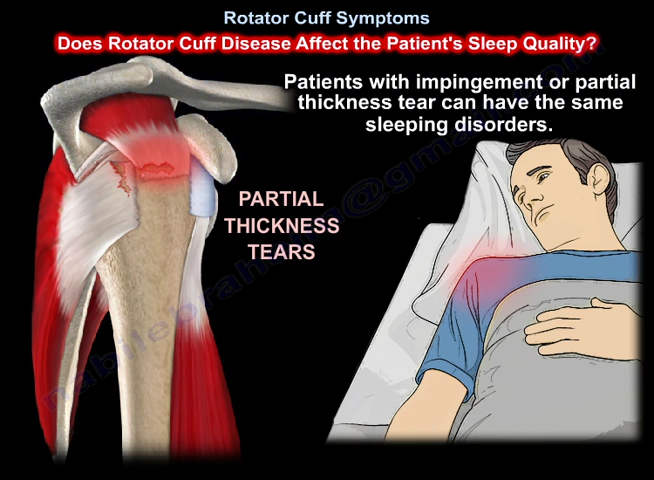 Rotator Cuff Symptoms
Does Rotator Cuff Disease Affect the Patient's Sleep Quality?
Patients with impingement or partial
thickness tear can have the same
sleeping disorders.
PARTIAL
THICKNESS
TEARS